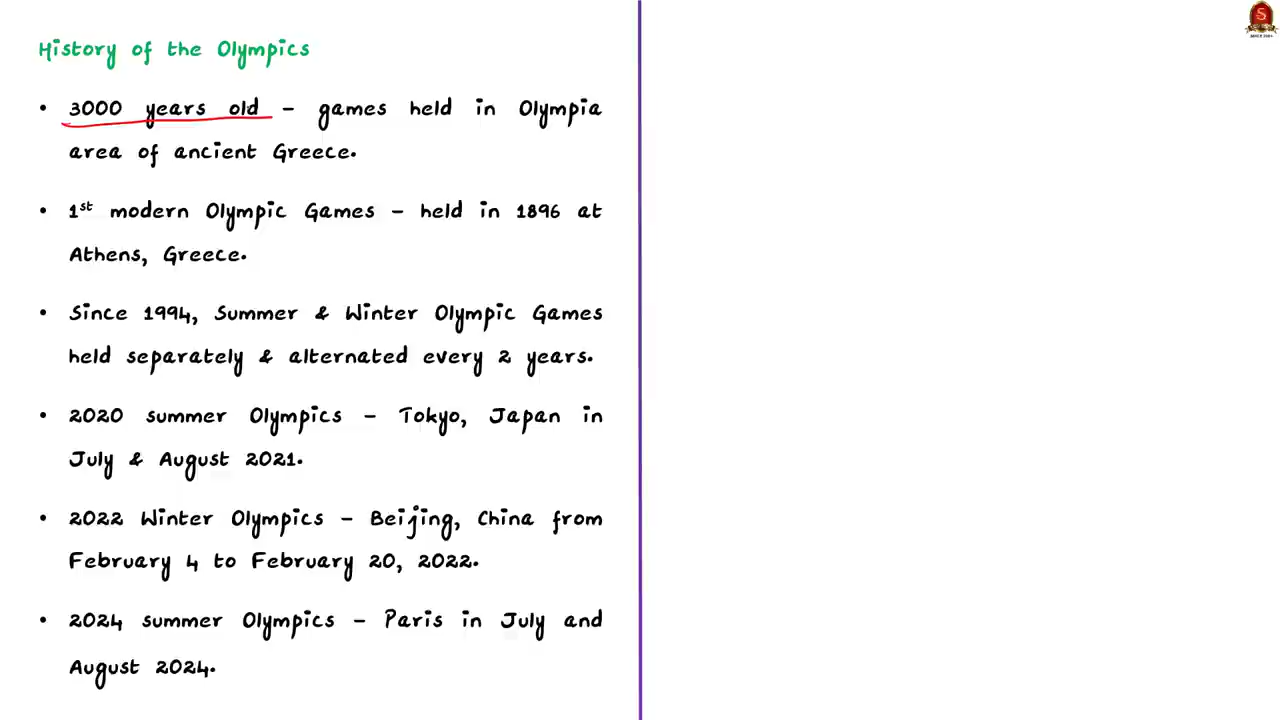 History of the Olympics
• 3000 years old – games held in Olympia
area of ancient Greece.
• 1st modern Olympic Games – held in 1896 at
Athens, Greece.
• Since 1994, Summer & Winter Olympic Games
held separately & alternated every 2 years.
• 2020 summer Olympics – Tokyo, Japan in
July & August 2021.
• 2022 Winter Olympics – Beijing, China from
February 4 to February 20, 2022.
• 2024 summer Olympics – Paris in July and
August 2024.